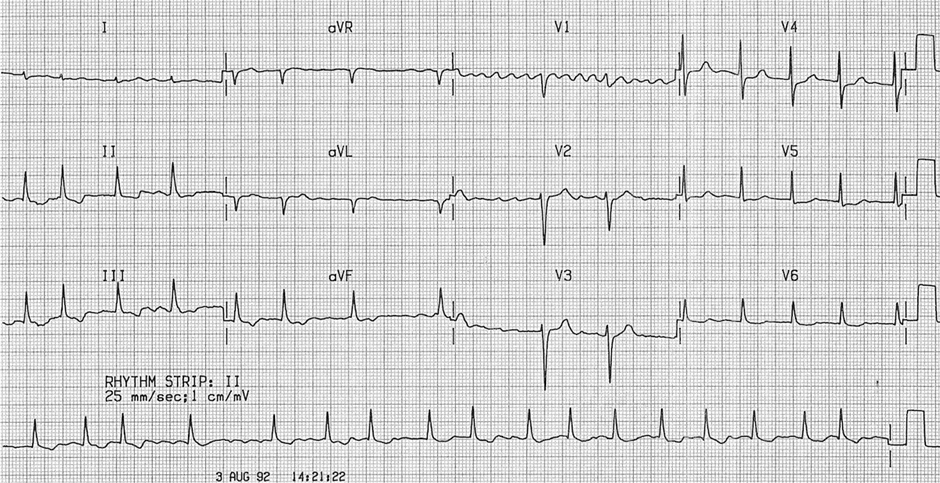 I aVR V1 V4
II aVL V2 V5
III aVF V3 V6
RHYTHM STRIP: II
25 mm/sec;1 cm/mV
3 AUG 92 14;21;22